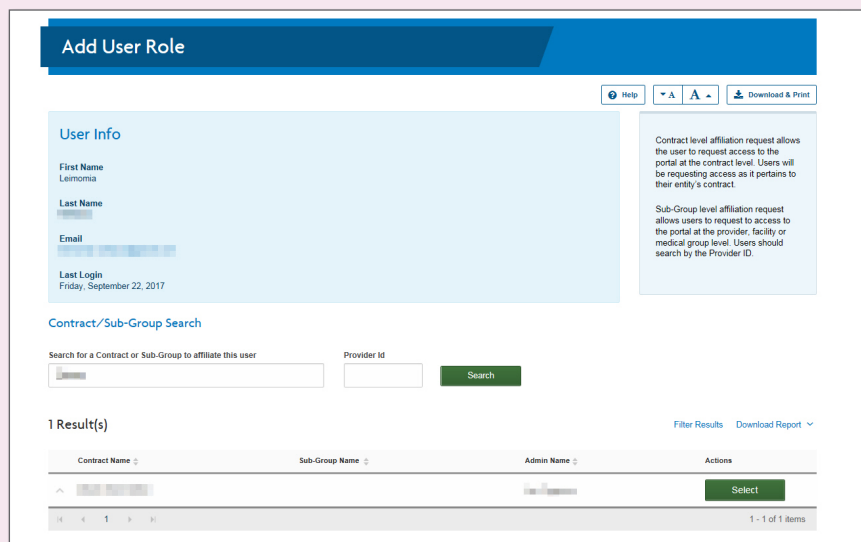 Add User Role
Help
A
A
Download & Print
User Info
First Name
Leimomia
Last Name
Email
Last Login
Friday, September 22, 2017
Contract level affiliation request allows
the user to request access to the
portal at the contract level. Users will
be requesting access as it pertains to
their entity's contract.
Sub-Group level affiliation request
allows users to request to access to
the portal at the provider, facility or
medical group level. Users should
search by the Provider ID.
Contract/Sub-Group Search
Search for a Contract or Sub-Group to affiliate this user
Provider Id
Search
1 Result(s)
Filter Results
Download Report
Contract Name
Sub-Group Name
Admin Name
Actions
Select
1
1 - 1 of 1 items